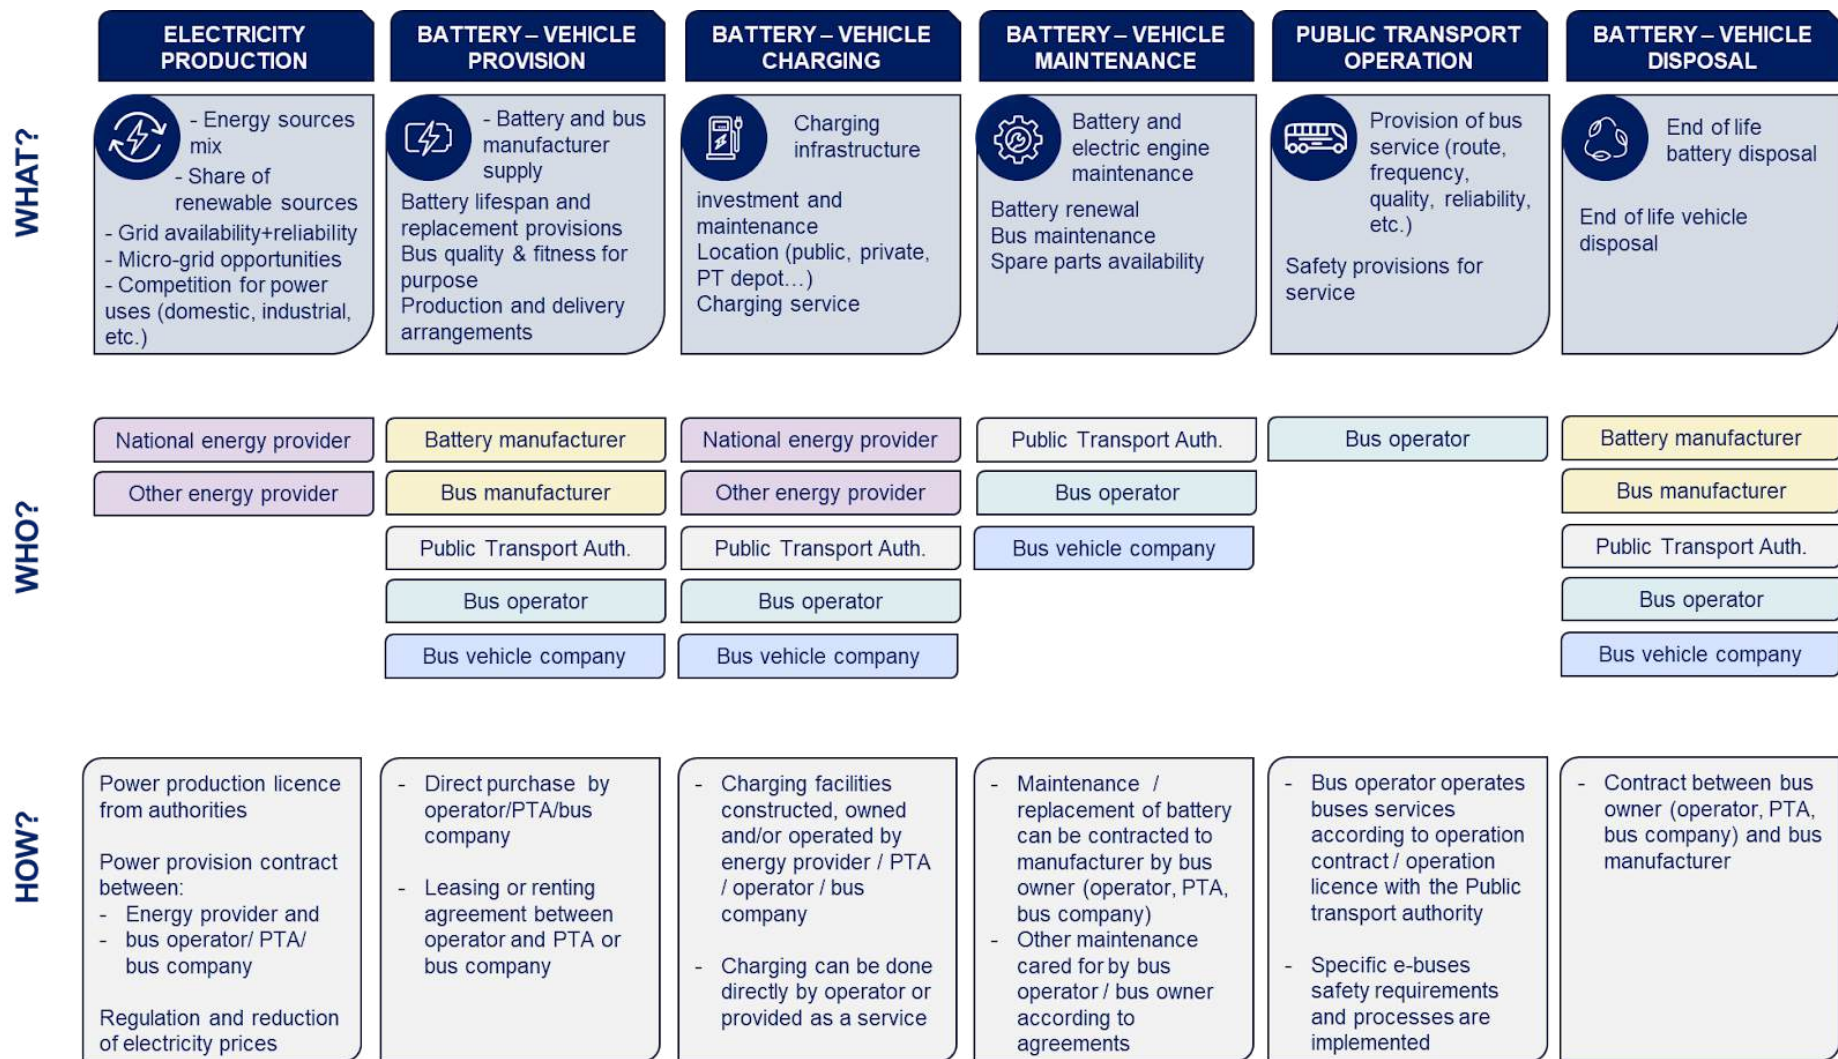 ELECTRICITY
PRODUCTION
BATTERY – VEHICLE
PROVISION
BATTERY – VEHICLE
CHARGING
BATTERY – VEHICLE
MAINTENANCE
PUBLIC TRANSPORT
OPERATION
BATTERY – VEHICLE
DISPOSAL
WHAT?
- Energy sources
mix
- Share of
renewable sources
- Grid availability+reliability
- Micro-grid opportunities
- Competition for power
uses (domestic, industrial,
etc.)
- Battery and bus
manufacturer
supply
Battery lifespan and
replacement provisions
Bus quality & fitness for
purpose
Production and delivery
arrangements
Charging
infrastructure
investment and
maintenance
Location (public, private,
PT depot…)
Charging service
Battery and
electric engine
maintenance
Battery renewal
Bus maintenance
Spare parts availability
Provision of bus
service (route,
frequency,
quality, reliability,
etc.)
Safety provisions for
service
End of life
battery disposal
End of life vehicle
disposal
WHO?
National energy provider
Other energy provider
Battery manufacturer
Bus manufacturer
Public Transport Auth.
Bus operator
Bus vehicle company
National energy provider
Other energy provider
Public Transport Auth.
Bus operator
Bus vehicle company
Public Transport Auth.
Bus operator
Bus vehicle company
Bus operator
Battery manufacturer
Bus manufacturer
Public Transport Auth.
Bus operator
Bus vehicle company
HOW?
Power production licence
from authorities
Power provision contract
between:
- Energy provider and
- bus operator/ PTA/
bus company
Regulation and reduction
of electricity prices
- Direct purchase by
operator/PTA/bus
company
- Leasing or renting
agreement between
operator and PTA or
bus company
- Charging facilities
constructed, owned
and/or operated by
energy provider / PTA
/ operator / bus
company
- Charging can be done
directly by operator or
provided as a service
- Maintenance /
replacement of battery
can be contracted to
manufacturer by bus
owner (operator, PTA,
bus company)
- Other maintenance
cared for by bus
operator / bus owner
according to
agreements
- Bus operator operates
buses services
according to operation
contract / operation
licence with the Public
transport authority
- Specific e-buses
safety requirements
and processes are
implemented
- Contract between bus
owner (operator, PTA,
bus company) and bus
manufacturer